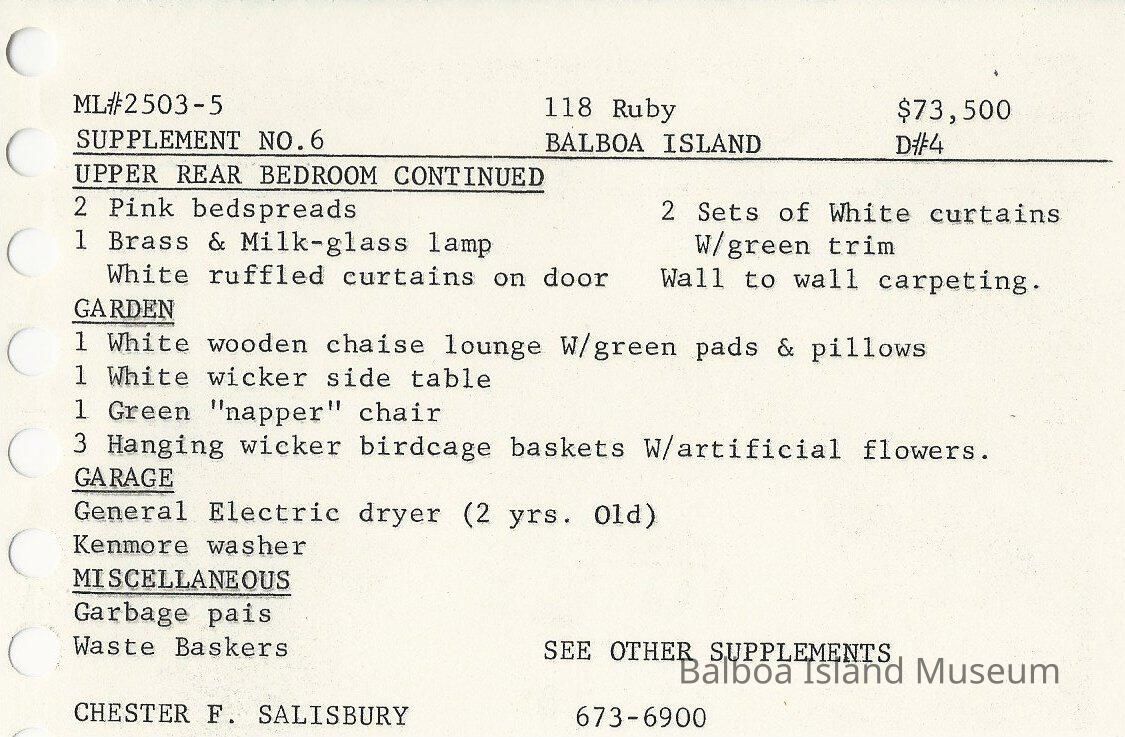 ML#2503-5 118 Ruby $73,500
SUPPLEMENT NO.6 BALBOA ISLAND D#4
UPPER REAR BEDROOM CONTINUED
2 Pink bedspreads 2 Sets of White curtains
1 Brass & Milk-glass lamp W/green trim
White ruffled curtains on door Wall to wall carpeting.
GARDEN
1 White wooden chaise lounge W/green pads & pillows
1 White wicker side table
1 Green "napper" chair
3 Hanging wicker birdcage baskets W/artificial flowers.
GARAGE
General Electric dryer (2 yrs. Old)
Kenmore washer
MISCELLANEOUS
Garbage pais
Waste Baskers SEE OTHER SUPPLEMENTS
Balboa Island Museum
CHESTER F. SALISBURY 673-6900